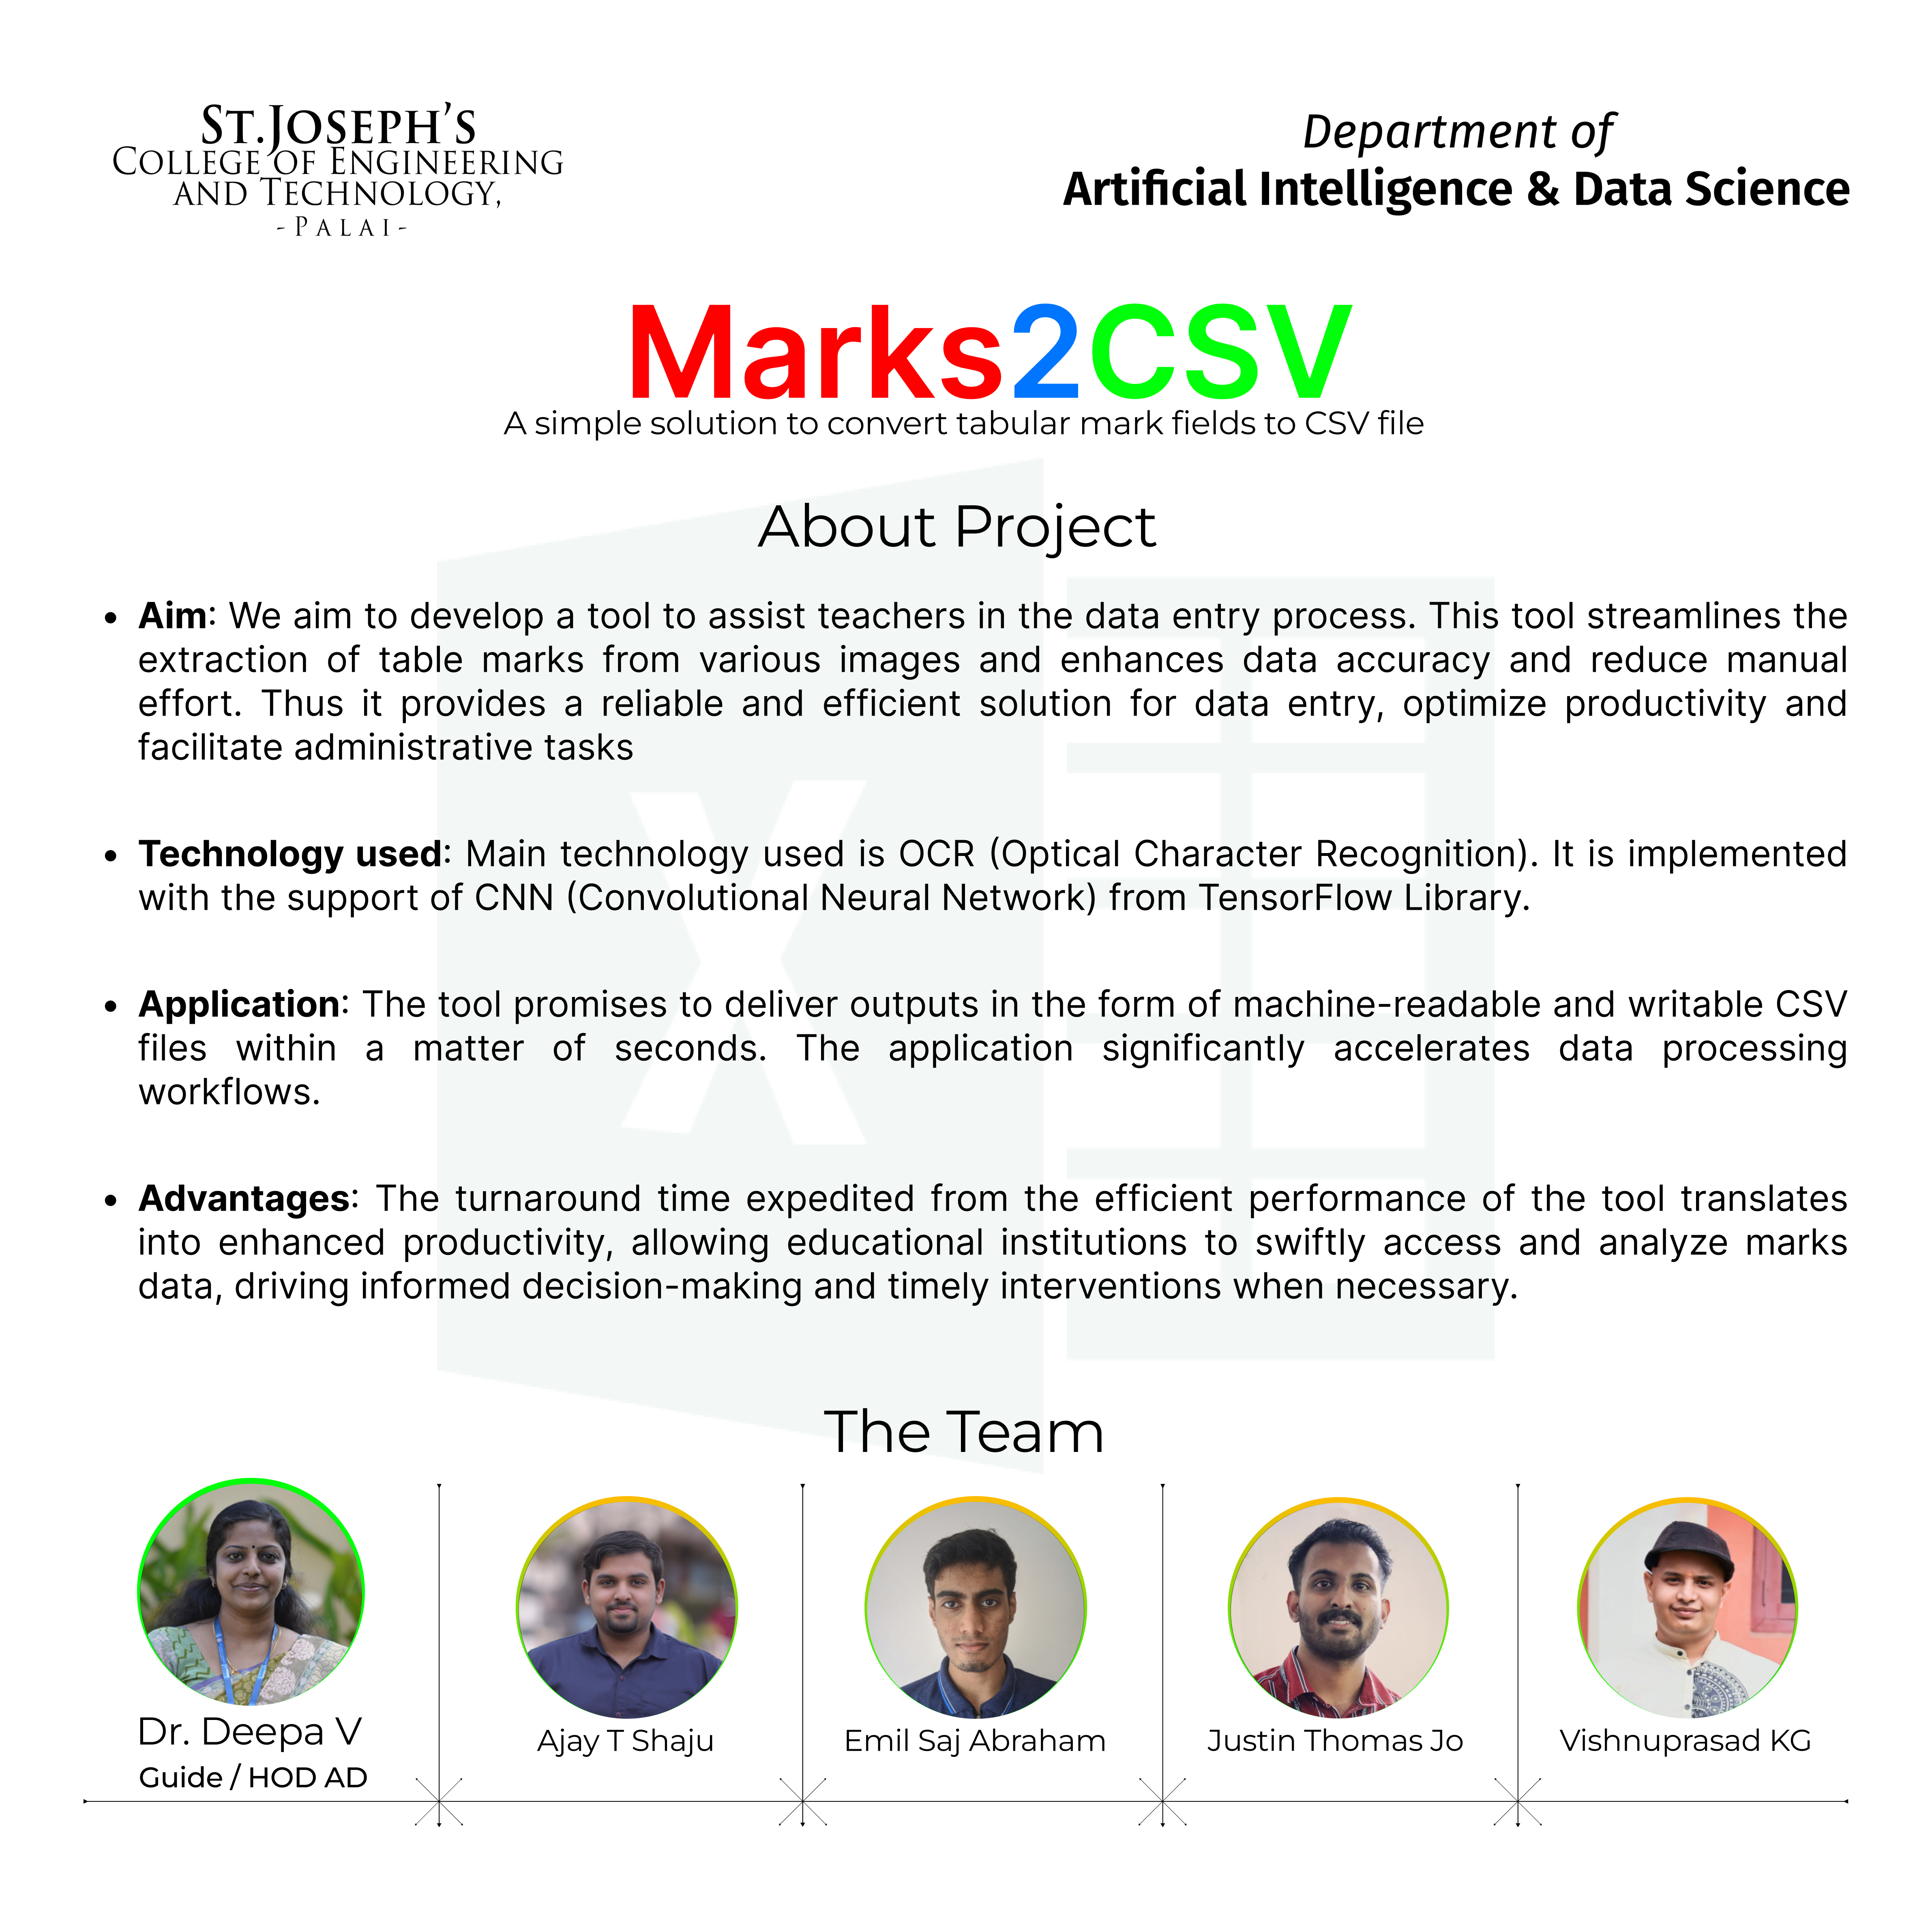 St.Joseph's
College of Engineering
and Technology,
- Palai -
Department of
Artificial Intelligence & Data Science
Marks2CSV
A simple solution to convert tabular mark fields to CSV file
About Project
• Aim: We aim to develop a tool to assist teachers in the data entry process. This tool streamlines the
extraction of table marks from various images and enhances data accuracy and reduce manual
effort. Thus it provides a reliable and efficient solution for data entry, optimize productivity and
facilitate administrative tasks
• Technology used: Main technology used is OCR (Optical Character Recognition). It is implemented
with the support of CNN (Convolutional Neural Network) from TensorFlow Library.
• Application: The tool promises to deliver outputs in the form of machine-readable and writable CSV
files within a matter of seconds. The application significantly accelerates data processing
workflows.
• Advantages: The turnaround time expedited from the efficient performance of the tool translates
into enhanced productivity, allowing educational institutions to swiftly access and analyze marks
data, driving informed decision-making and timely interventions when necessary.
The Team
Dr. Deepa V
Guide / HOD AD
Ajay T Shaju
Emil Saj Abraham
Justin Thomas Jo
Vishnuprasad KG
X